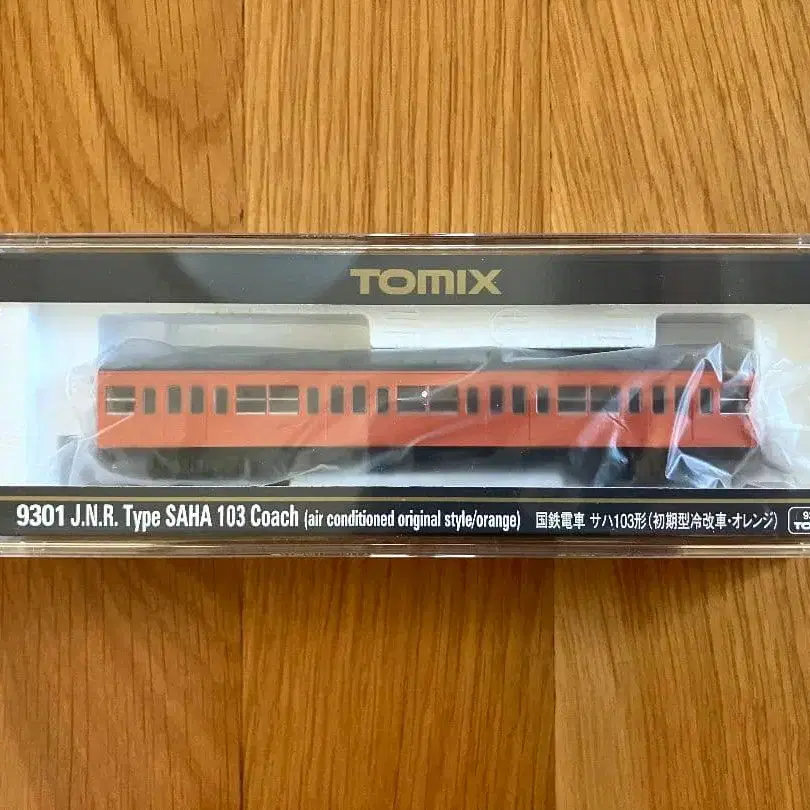 TOMIX
9301 J.N.R. Type SAHA 103 Coach (air conditioned original style/orange) 国鉄電車 サハ103形(初期型冷改車・オレンジ)